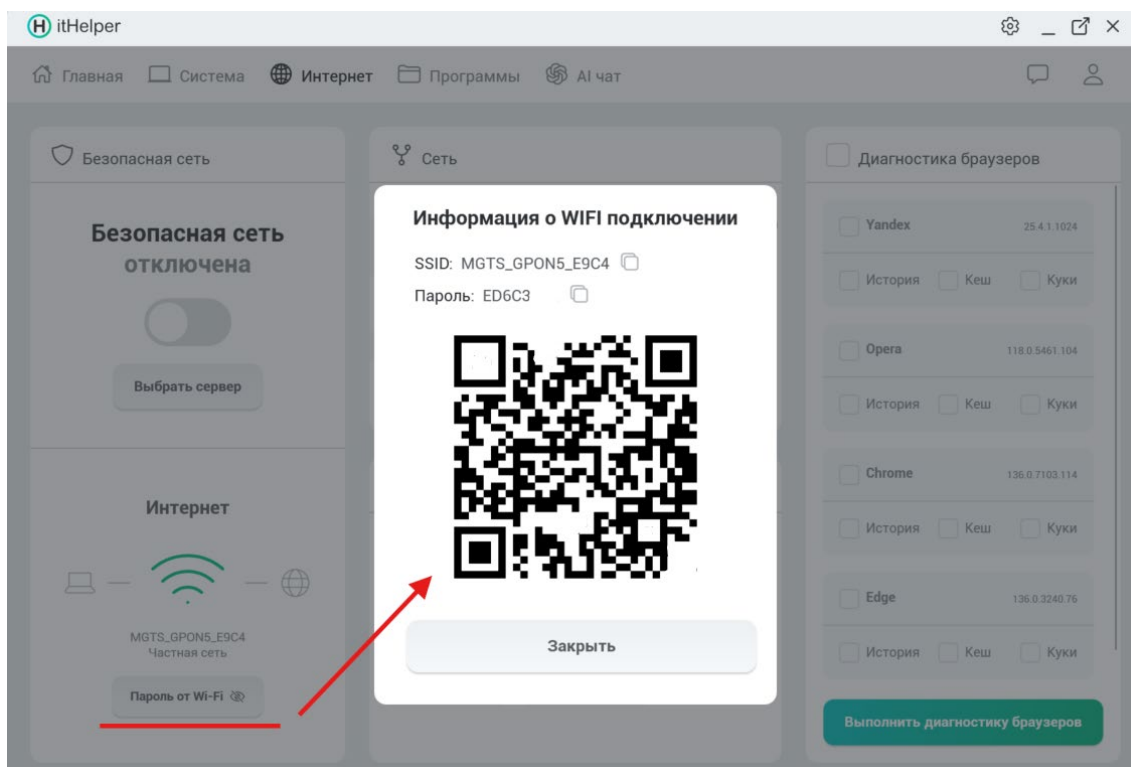 itHelper
Главная Система Интернет Программы AI чат
Безопасная сеть
Безопасная сеть
отключена
Выбрать сервер
Интернет
MGTS_GPON5_E9C4
Частная сеть
Пароль от Wi-Fi
Сеть
Информация о WIFI подключении
SSID: MGTS_GPON5_E9C4
Пароль: ED6C3
Закрыть
Диагностика браузеров
Yandex 25.4.1.1024
История Кеш Куки
Opera 118.0.5461.104
История Кеш Куки
Chrome 136.0.7103.114
История Кеш Куки
Edge 136.0.3240.76
История Кеш Куки
Выполнить диагностику браузеров